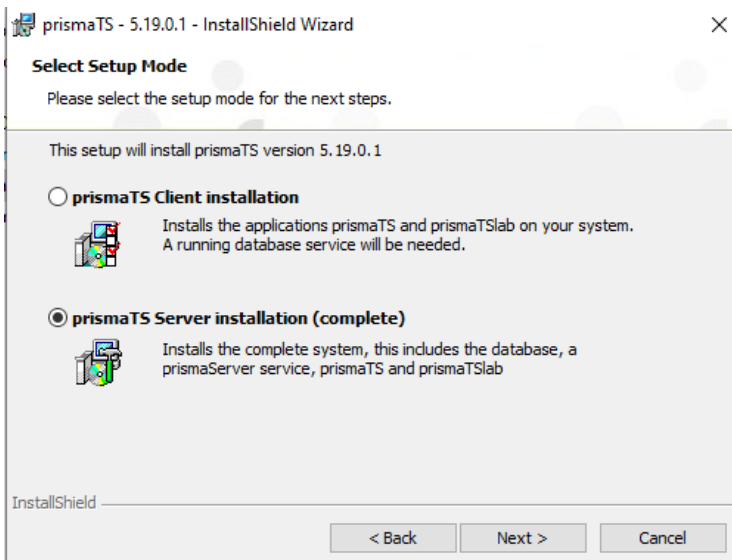 prismaTS - 5.19.0.1 - InstallShield Wizard
Select Setup Mode
Please select the setup mode for the next steps.
This setup will install prismaTS version 5.19.0.1
prismaTS Client installation
Installs the applications prismaTS and prismaTSlab on your system.
A running database service will be needed.
prismaTS Server installation (complete)
Installs the complete system, this includes the database, a
prismaServer service, prismaTS and prismaTSlab
InstallShield
< Back
Next >
Cancel